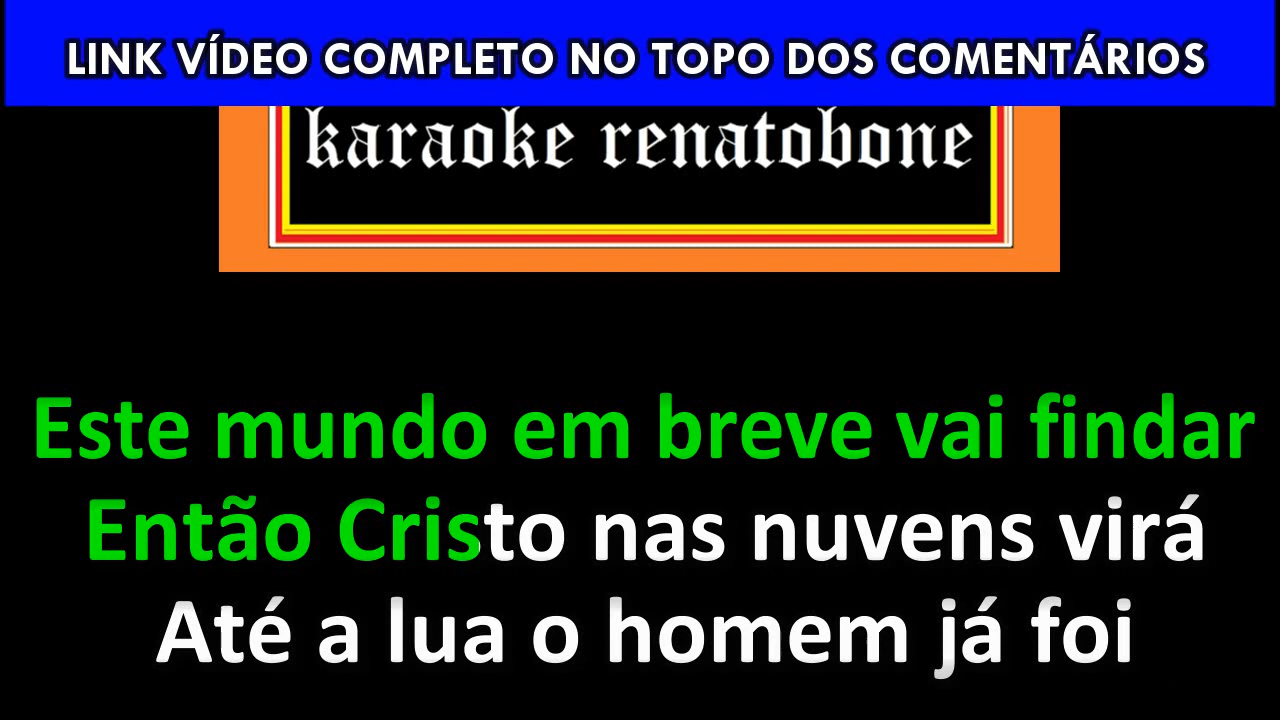 LINK VÍDEO COMPLETO NO TOPO DOS COMENTÁRIOS
karaoke renatobone
Este mundo em breve vai findar
Então Cristo nas nuvens virá
Até a lua o homem já foi